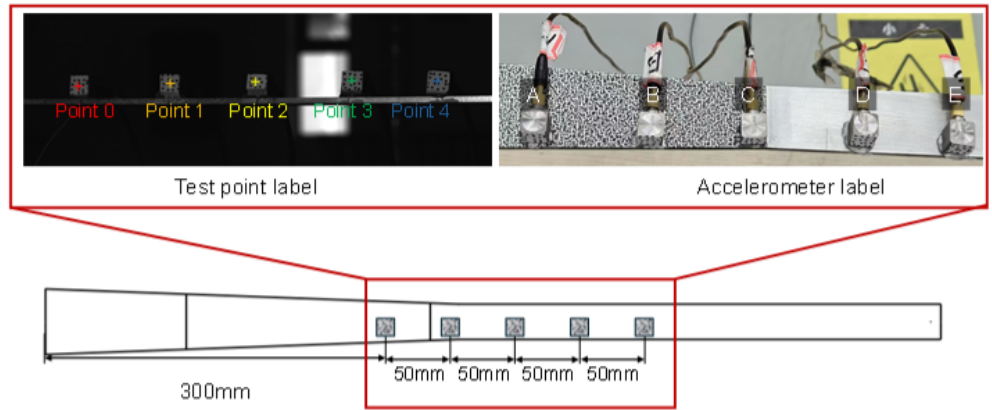 Point 0 Point 1 Point 2 Point 3 Point 4
A B C D E
Test point label
Accelerometer label
50mm 50mm 50mm 50mm
300mm